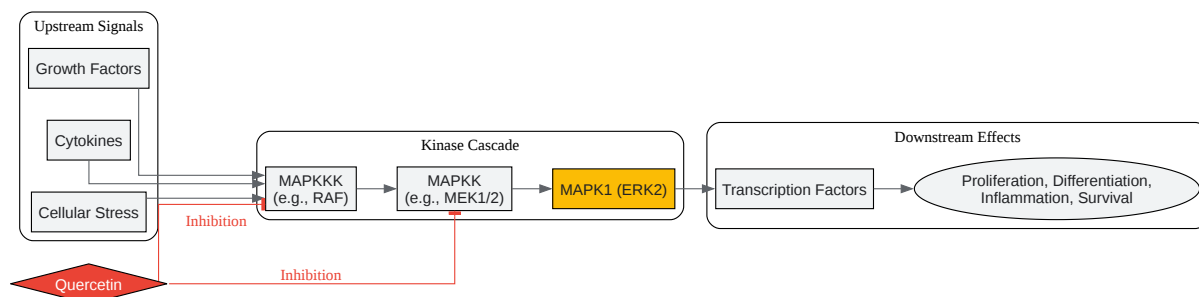 Upstream Signals
Growth Factors
Cytokines
Cellular Stress
Kinase Cascade
MAPKKK
(e.g., RAF)
MAPKK
(e.g., MEK1/2)
MAPK1 (ERK2)
Downstream Effects
Transcription Factors
Proliferation, Differentiation,
Inflammation, Survival
Inhibition
Inhibition
Quercetin